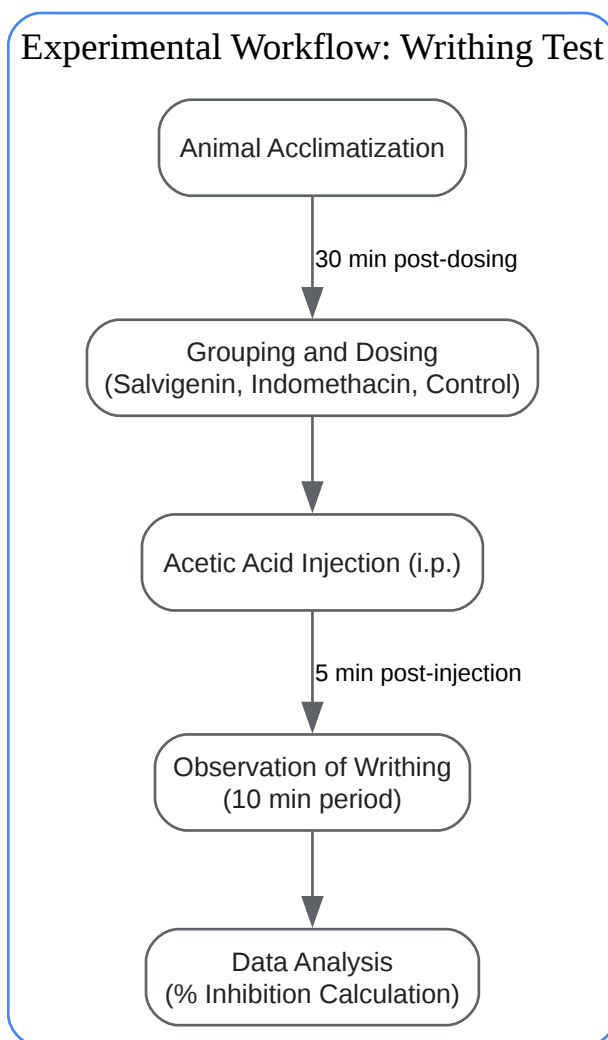 Experimental Workflow: Writhing Test
Animal Acclimatization
30 min post-dosing
Grouping and Dosing
(Salvigenin, Indomethacin, Control)
Acetic Acid Injection (i.p.)
5 min post-injection
Observation of Writhing
(10 min period)
Data Analysis
(% Inhibition Calculation)